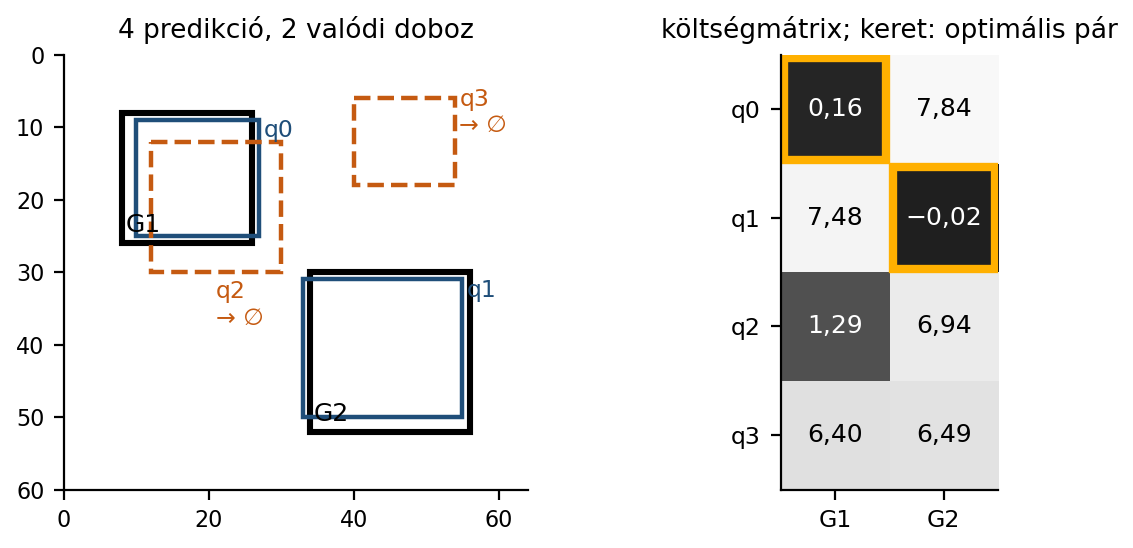 4 predikció, 2 valódi doboz
0
10
20
30
40
50
60
0
20
40
60
q0
q3
→ ∅
G1
q2
→ ∅
q1
G2
költségmátrix; keret: optimális pár
q0
0,16
7,84
q1
7,48
−0,02
q2
1,29
6,94
q3
6,40
6,49
G1
G2